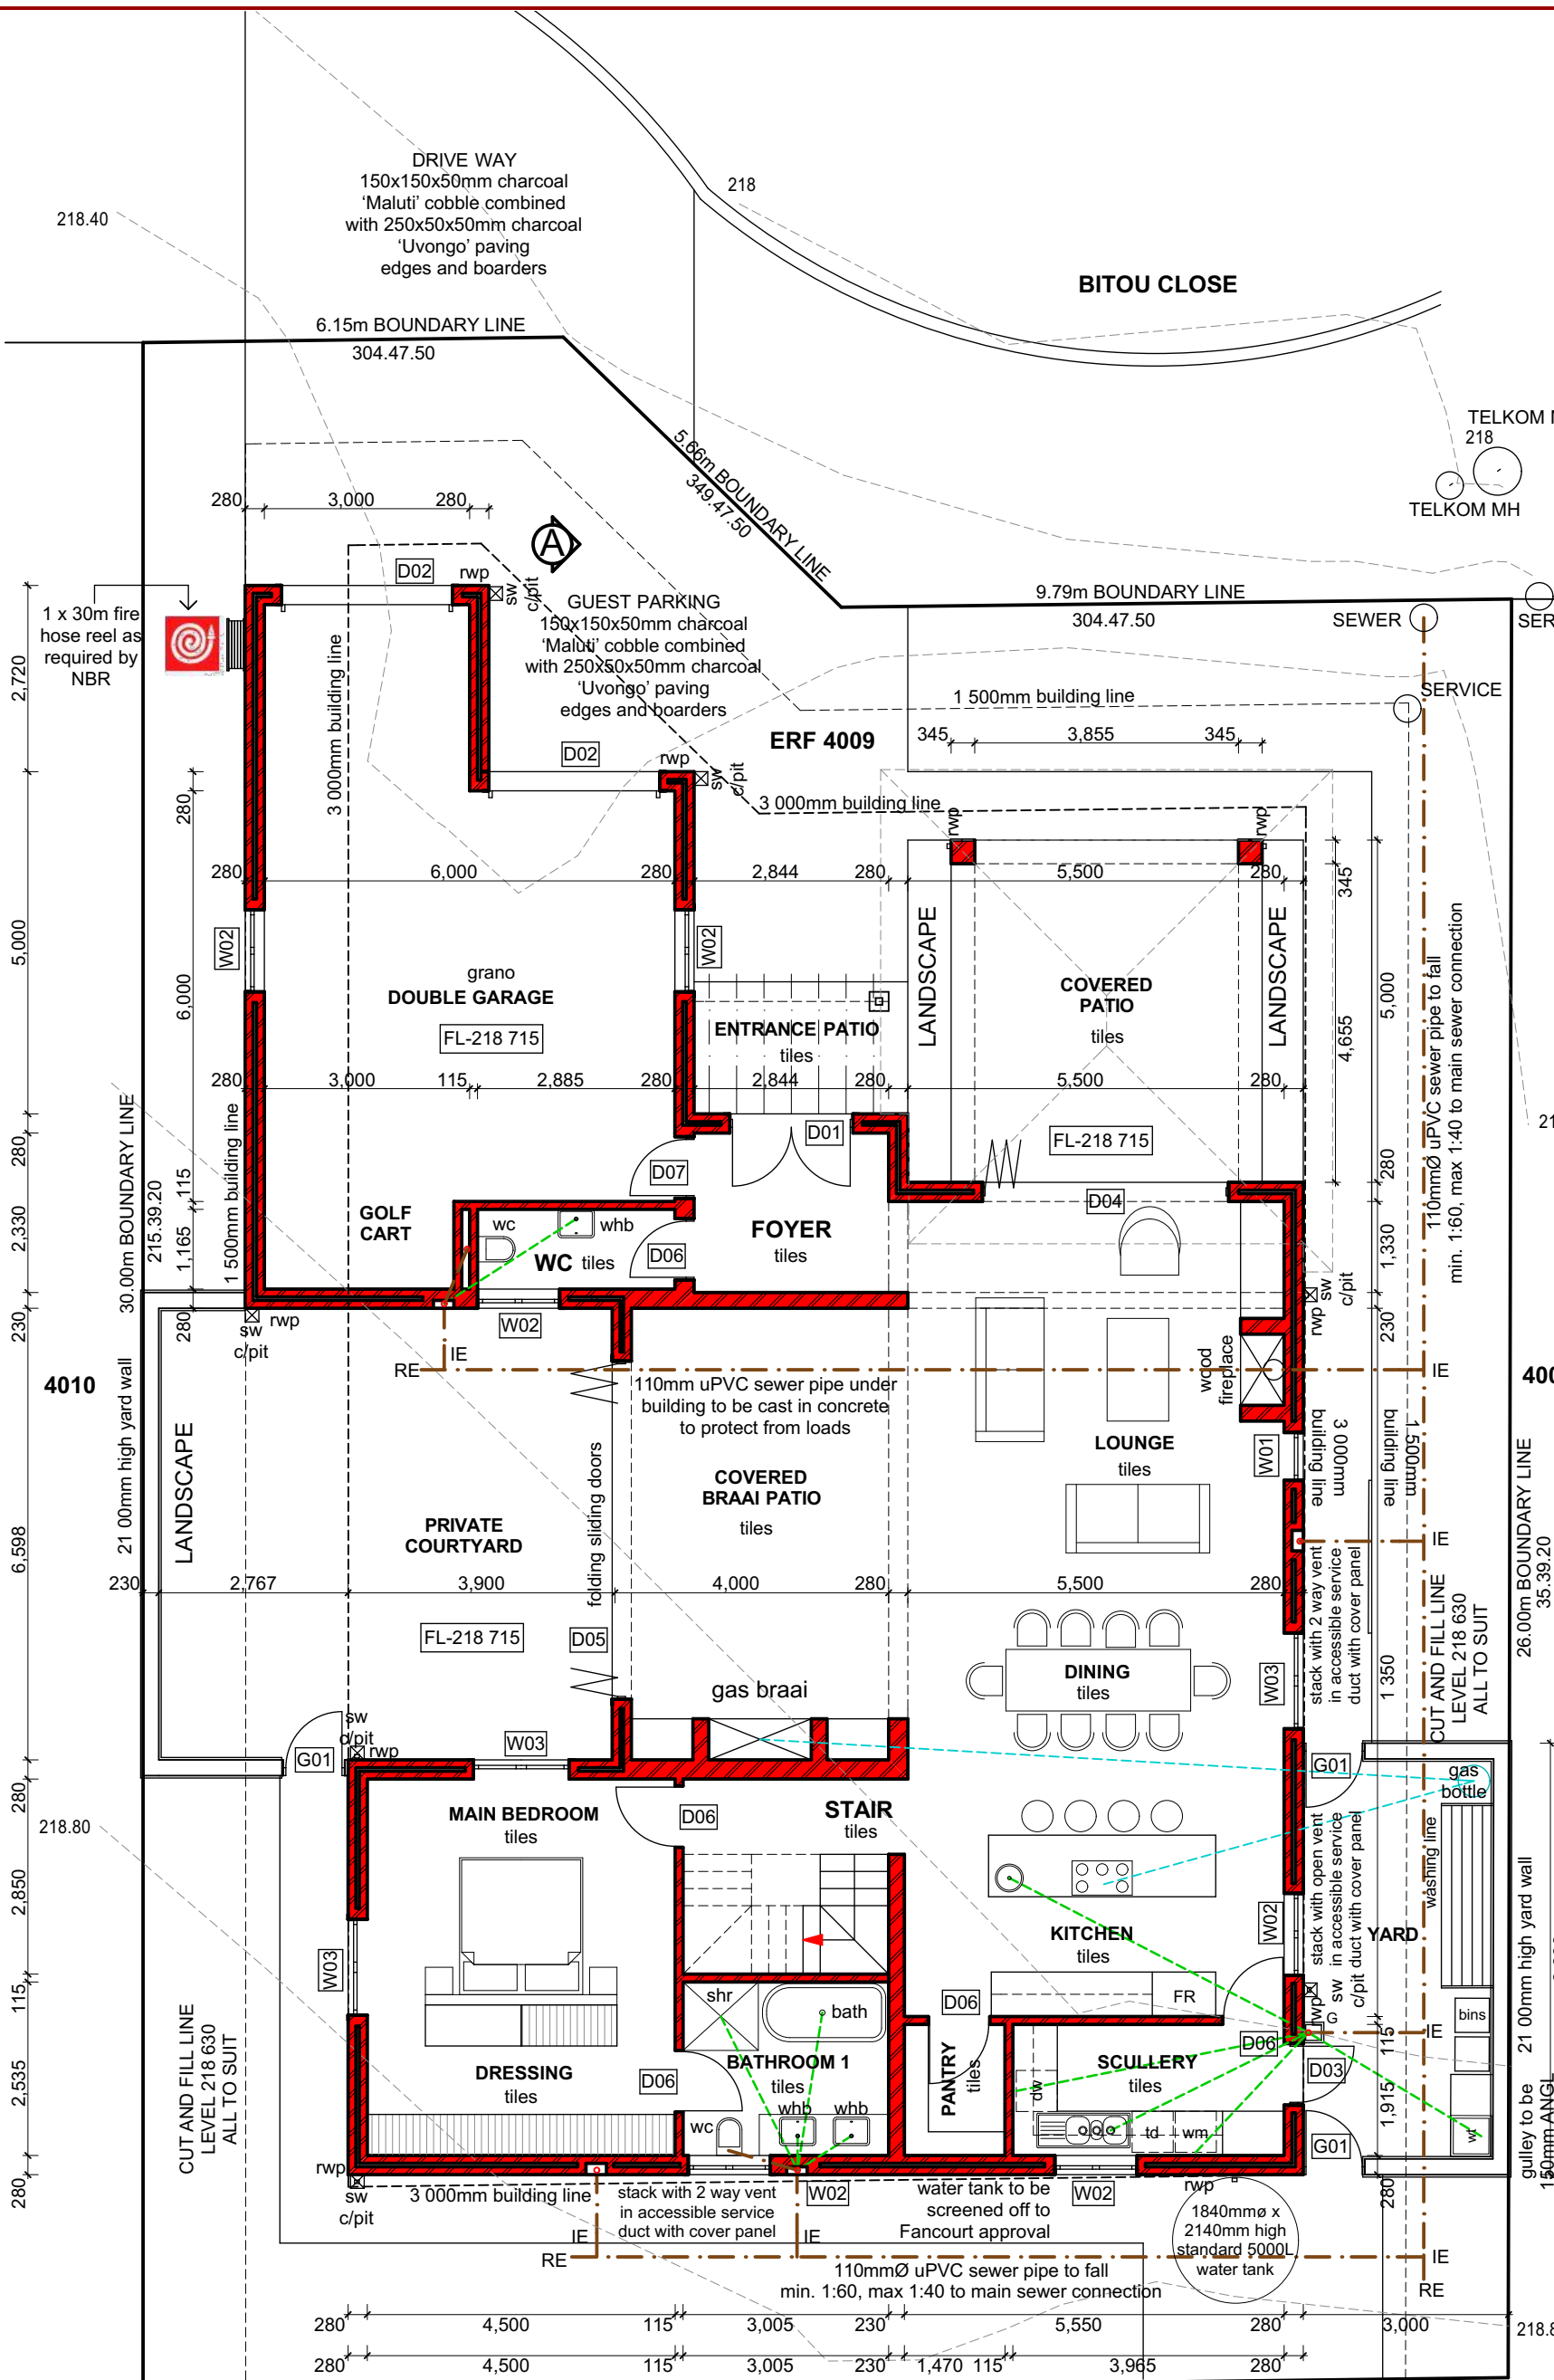 DRIVE WAY
150x150x50mm charcoal
'Maluti' cobble combined
with 250x50x50mm charcoal
'Uvongo' paving
edges and boarders
218
218.40
BITOU CLOSE
6.15m BOUNDARY LINE
304.47.50
5.66m BOUNDARY LINE
349.47.50
TELKOM
218
TELKOM MH
280
3,000
280
A
D02
rwp
sw
c/pit
1 x 30m fire
hose reel as
required by
NBR
GUEST PARKING
150x150x50mm charcoal
'Maluti' cobble combined
with 250x50x50mm charcoal
'Uvongo' paving
edges and boarders
9.79m BOUNDARY LINE
304.47.50
SEWER
SER
SERVICE
3 000mm building line
1 500mm building line
2,720
ERF 4009
345
3,855
345
D02
rwp
sw
c/pit
280
3 000mm building line
rwp
rwp
280
6,000
280
2,844
280
5,500
280
345
5,000
W02
W02
6,000
grano
DOUBLE GARAGE
FL-218 715
LANDSCAPE
COVERED
PATIO
tiles
LANDSCAPE
4,655
5,000
110mmØ uPVC sewer pipe to fall
min. 1:60, max 1:40 to main sewer connection
ENTRANCE PATIO
tiles
280
3,000
115
2,885
280
2,844
280
5,500
280
D01
FL-218 715
21
30.00m BOUNDARY LINE
215.39.20
1 500mm building line
280
115
D07
280
D04
2,330
1,165
GOLF
CART
wc
whb
WC tiles
D06
FOYER
tiles
1,330
230
280
sw
c/pit
rwp
W02
rwp
sw
c/pit
230
IE
RE
wood
fireplace
IE
4010
400
21 00mm high yard wall
LANDSCAPE
110mm uPVC sewer pipe under
building to be cast in concrete
to protect from loads
LOUNGE
tiles
W01
3 000mm
building line
1 500mm
building line
26.00m BOUNDARY LINE
35.39.20
6,598
PRIVATE
COURTYARD
folding sliding doors
COVERED
BRAAI PATIO
tiles
IE
230
2,767
3,900
4,000
280
5,500
280
stack with 2 way vent
in accessible service
duct with cover panel
FL-218 715
D05
DINING
tiles
W03
1 350
CUT AND FILL LINE
LEVEL 218 630
ALL TO SUIT
gas braai
sw
c/pit
rwp
G01
W03
G01
gas
bottle
280
218.80
MAIN BEDROOM
tiles
D06
STAIR
tiles
washing line
2,850
W03
KITCHEN
tiles
W02
stack with open vent
in accessible service
duct with cover panel
sw
c/pit
YARD
21 00mm high yard wall
115
shr
bath
D06
FR
rwp
G
bins
IE
115
CUT AND FILL LINE
LEVEL 218 630
ALL TO SUIT
2,535
DRESSING
tiles
D06
BATHROOM 1
tiles
whb
whb
wc
PANTRY
tiles
dw
SCULLERY
tiles
D06
D03
td
wm
1,915
wt
G01
gulley to be
150mm ANGL
280
rwp
sw
c/pit
3 000mm building line
stack with 2 way vent
in accessible service
duct with cover panel
W02
water tank to be
screened off to
Fancourt approval
W02
rwp
280
1840mmø x
2140mm high
standard 5000L
water tank
IE
RE
IE
110mmØ uPVC sewer pipe to fall
min. 1:60, max 1:40 to main sewer connection
IE
RE
280
4,500
115
3,005
230
5,550
280
3,000
218.8
280
4,500
115
3,005
230
1,470
115
3,965
280